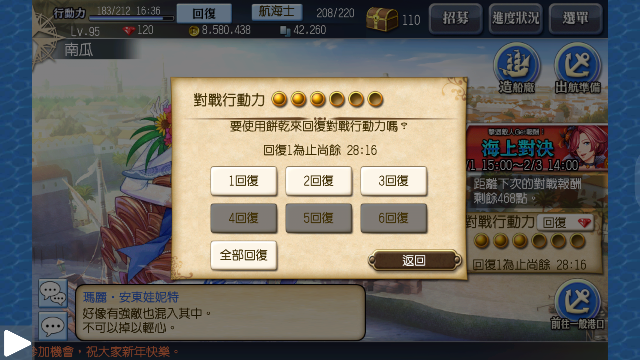 行動力 183/212 16:36 回復 航海士 208/220 110 招募 進度狀況 選單
Lv.95 120 8,580,438 42,260
南瓜
造船廠 出航準備
對戰行動力
要使用餅乾來回復對戰行動力嗎？
回復1為止尚餘 28:16
1回復 2回復 3回復
4回復 5回復 6回復
全部回復 返回
海上對決
1 15:00～2/3 14:00
距離下次的對戰報酬
剩餘468點。
對戰行動力 回復
回復1為止尚餘 28:16
前往一般港口
瑪麗・安東娃妮特
好像有強敵也混入其中。
不可以掉以輕心。
參加機會，祝大家新年快樂。